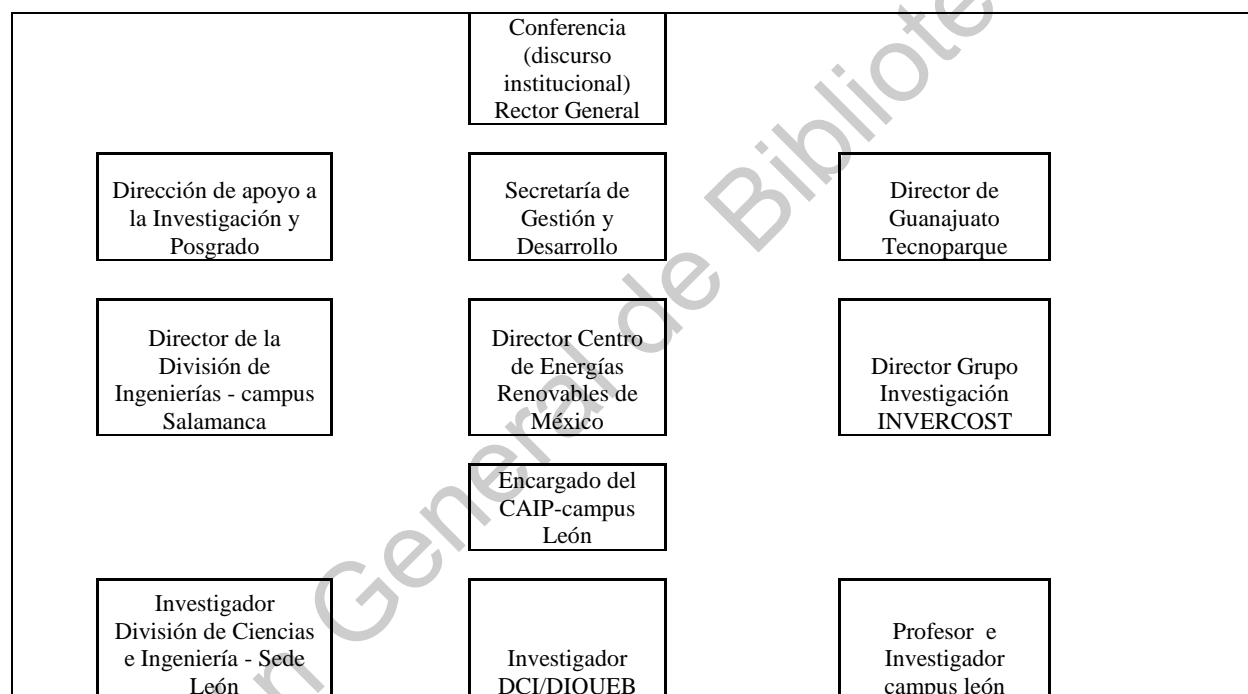 Conferencia
(discurso
institucional)
Rector General
Dirección de apoyo a
la Investigación y
Posgrado
Secretaría de
Gestión y
Desarrollo
Director de
Guanajuato
Tecnoparque
Director de la
División de
Ingenierías - campus
Salamanca
Director Centro
de Energías
Renovables de
México
Director Grupo
Investigación
INVERCOST
Encargado del
CAIP-campus
León
Investigador
División de Ciencias
e Ingeniería - Sede
León
Investigador
DCI/DIQUEB
Profesor e
Investigador
campus león
General de